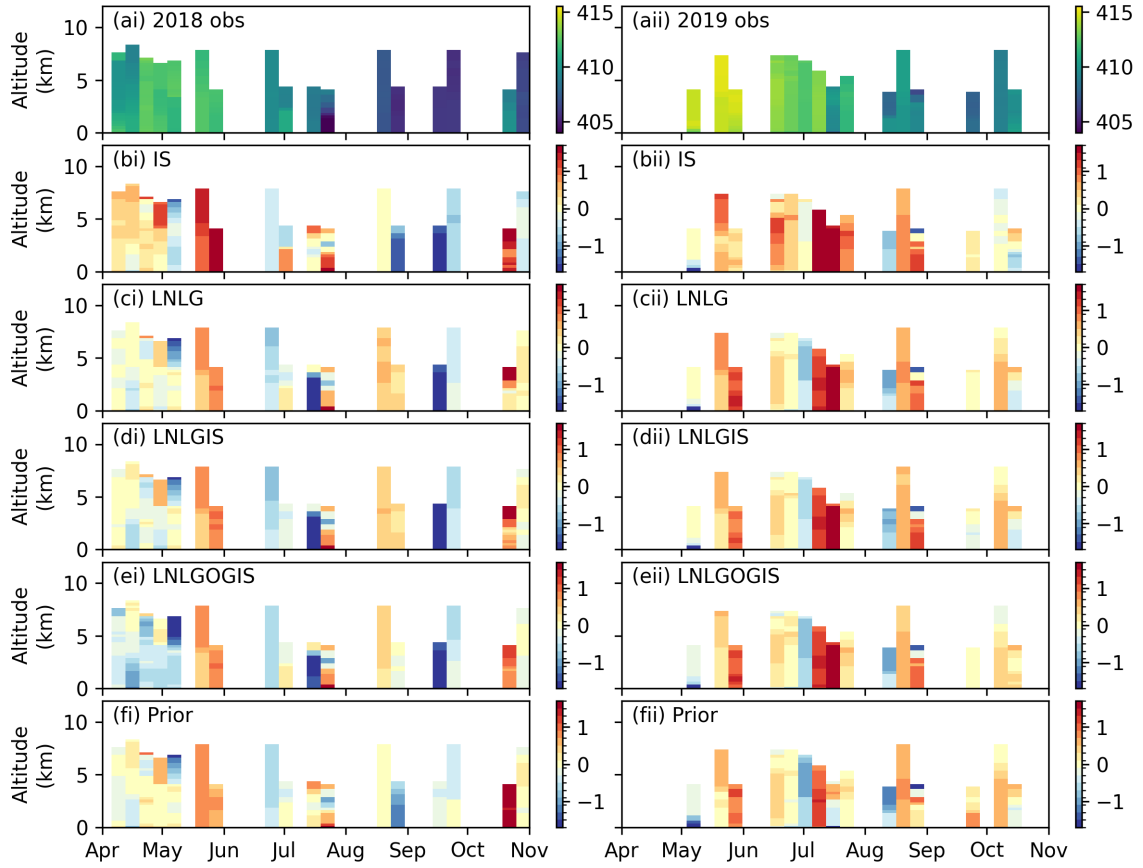 (ai) 2018 obs
(aii) 2019 obs
Altitude
(km)
10
5
0
415
410
405
415
410
405
(bi) IS
(bii) IS
Altitude
(km)
10
5
0
1
0
−1
1
0
−1
(ci) LNLG
(cii) LNLG
Altitude
(km)
10
5
0
1
0
−1
1
0
−1
(di) LNLGIS
(dii) LNLGIS
Altitude
(km)
10
5
0
1
0
−1
1
0
−1
(ei) LNLGOGIS
(eii) LNLGOGIS
Altitude
(km)
10
5
0
1
0
−1
1
0
−1
(fi) Prior
(fii) Prior
Altitude
(km)
10
5
0
1
0
−1
1
0
−1
Apr May Jun Jul Aug Sep Oct Nov
Apr May Jun Jul Aug Sep Oct Nov